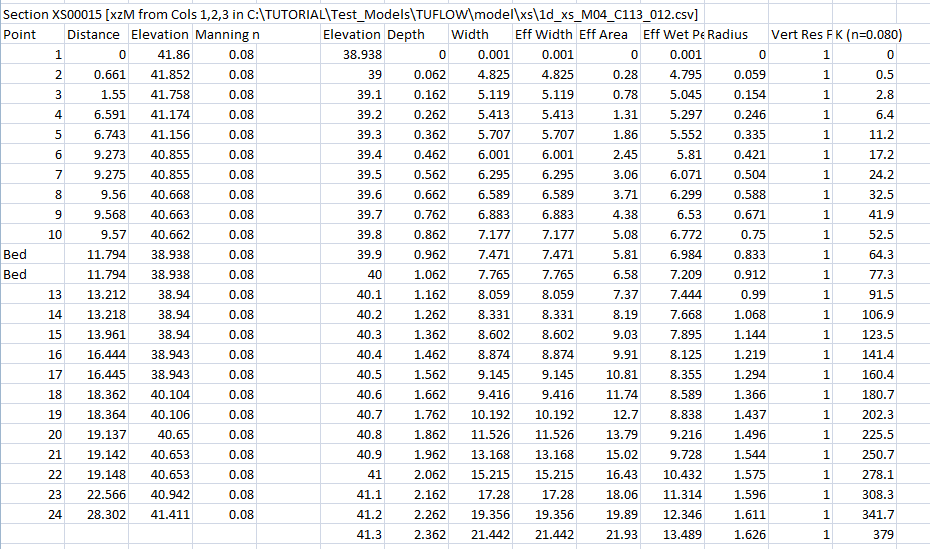 Section XS00015 [xzM from Cols 1,2,3 in C:\TUTORIAL\Test_Models\TUFLOW\model\xs\1d_xs_M04_C113_012.csv]
Point Distance Elevation Manning n Elevation Depth Width Eff Width Eff Area Eff Wet Pe Radius Vert Res F K (n=0.080)
1 0 41.86 0.08 38.938 0 0.001 0.001 0 0.001 0 1 0
2 0.661 41.852 0.08 39 0.062 4.825 4.825 0.28 4.795 0.059 1 0.5
3 1.55 41.758 0.08 39.1 0.162 5.119 5.119 0.78 5.045 0.154 1 2.8
4 6.591 41.174 0.08 39.2 0.262 5.413 5.413 1.31 5.297 0.246 1 6.4
5 6.743 41.156 0.08 39.3 0.362 5.707 5.707 1.86 5.552 0.335 1 11.2
6 9.273 40.855 0.08 39.4 0.462 6.001 6.001 2.45 5.81 0.421 1 17.2
7 9.275 40.855 0.08 39.5 0.562 6.295 6.295 3.06 6.071 0.504 1 24.2
8 9.56 40.668 0.08 39.6 0.662 6.589 6.589 3.71 6.299 0.588 1 32.5
9 9.568 40.663 0.08 39.7 0.762 6.883 6.883 4.38 6.53 0.671 1 41.9
10 9.57 40.662 0.08 39.8 0.862 7.177 7.177 5.08 6.772 0.75 1 52.5
Bed 11.794 38.938 0.08 39.9 0.962 7.471 7.471 5.81 6.984 0.833 1 64.3
Bed 11.794 38.938 0.08 40 1.062 7.765 7.765 6.58 7.209 0.912 1 77.3
13 13.212 38.94 0.08 40.1 1.162 8.059 8.059 7.37 7.444 0.99 1 91.5
14 13.218 38.94 0.08 40.2 1.262 8.331 8.331 8.19 7.668 1.068 1 106.9
15 13.961 38.94 0.08 40.3 1.362 8.602 8.602 9.03 7.895 1.144 1 123.5
16 16.444 38.943 0.08 40.4 1.462 8.874 8.874 9.91 8.125 1.219 1 141.4
17 16.445 38.943 0.08 40.5 1.562 9.145 9.145 10.81 8.355 1.294 1 160.4
18 18.362 40.104 0.08 40.6 1.662 9.416 9.416 11.74 8.589 1.366 1 180.7
19 18.364 40.106 0.08 40.7 1.762 10.192 10.192 12.7 8.838 1.437 1 202.3
20 19.137 40.65 0.08 40.8 1.862 11.526 11.526 13.79 9.216 1.496 1 225.5
21 19.142 40.653 0.08 40.9 1.962 13.168 13.168 15.02 9.728 1.544 1 250.7
22 19.148 40.653 0.08 41 2.062 15.215 15.215 16.43 10.432 1.575 1 278.1
23 22.566 40.942 0.08 41.1 2.162 17.28 17.28 18.06 11.314 1.596 1 308.3
24 28.302 41.411 0.08 41.2 2.262 19.356 19.356 19.89 12.346 1.611 1 341.7
41.3 2.362 21.442 21.442 21.93 13.489 1.626 1 379